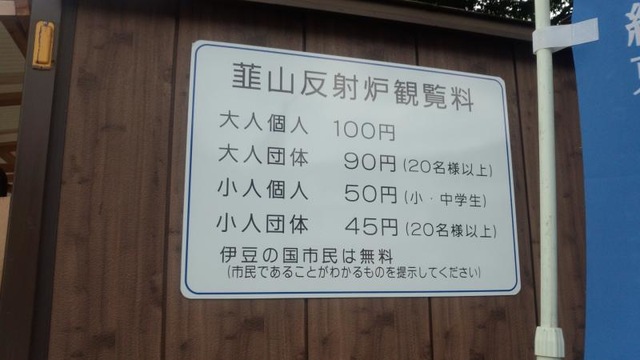 韮山反射炉観覧料
大人個人 100円
大人団体 90円(20名様以上)
小人個人 50円(小・中学生)
小人団体 45円(20名様以上)
伊豆の国市民は無料
(市民であることがわかるものを提示してください)